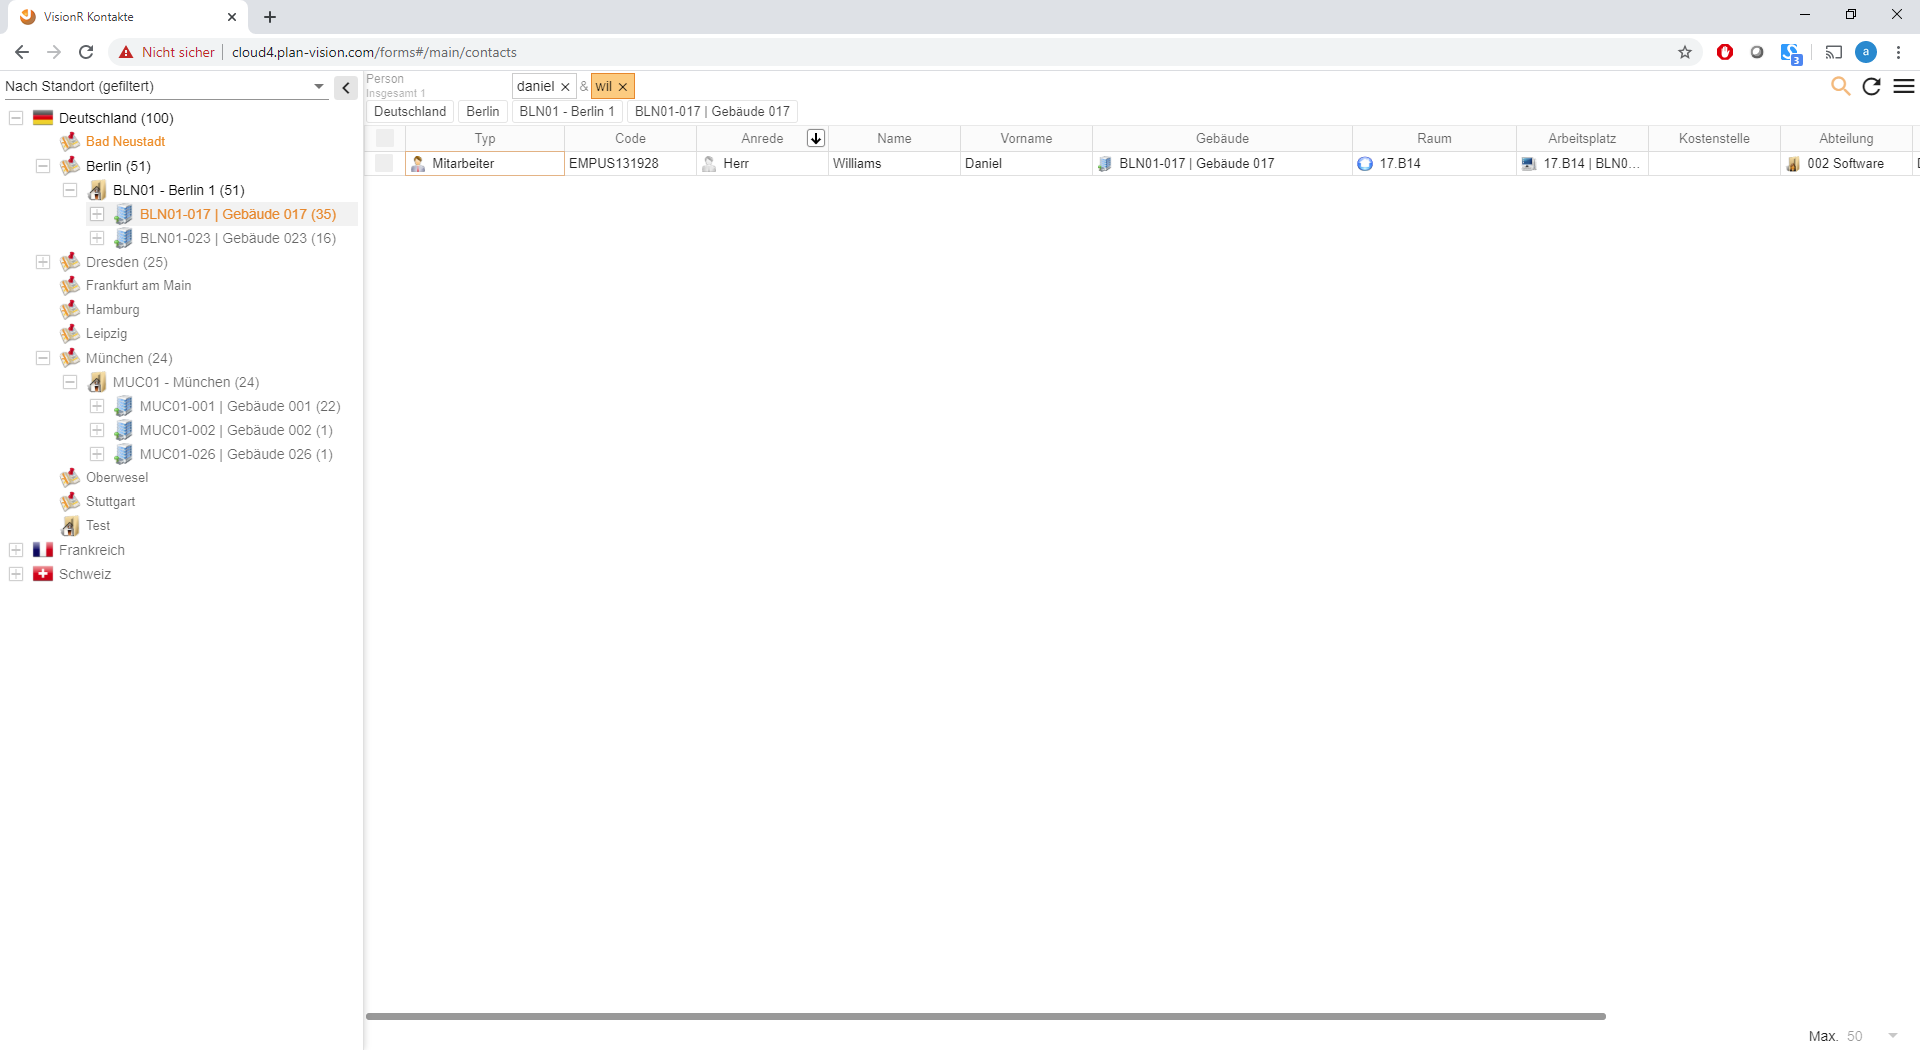 VisionR Kontakte
Nicht sicher
cloud4.plan-vision.com/forms#/main/contacts
3
a
Nach Standort (gefiltert)
Deutschland (100)
Bad Neustadt
Berlin (51)
BLN01 - Berlin 1 (51)
BLN01-017 | Gebäude 017 (35)
BLN01-023 | Gebäude 023 (16)
Dresden (25)
Frankfurt am Main
Hamburg
Leipzig
München (24)
MUC01 - München (24)
MUC01-001 | Gebäude 001 (22)
MUC01-002 | Gebäude 002 (1)
MUC01-026 | Gebäude 026 (1)
Oberwesel
Stuttgart
Test
Frankreich
Schweiz
Person
Insgesamt 1
daniel & wil
Deutschland Berlin BLN01 - Berlin 1 BLN01-017 | Gebäude 017
Typ Code Anrede Name Vorname Gebäude Raum Arbeitsplatz Kostenstelle Abteilung
Mitarbeiter EMPUS131928 Herr Williams Daniel BLN01-017 | Gebäude 017 17.B14 17.B14 | BLN0... 002 Software
Max. 50